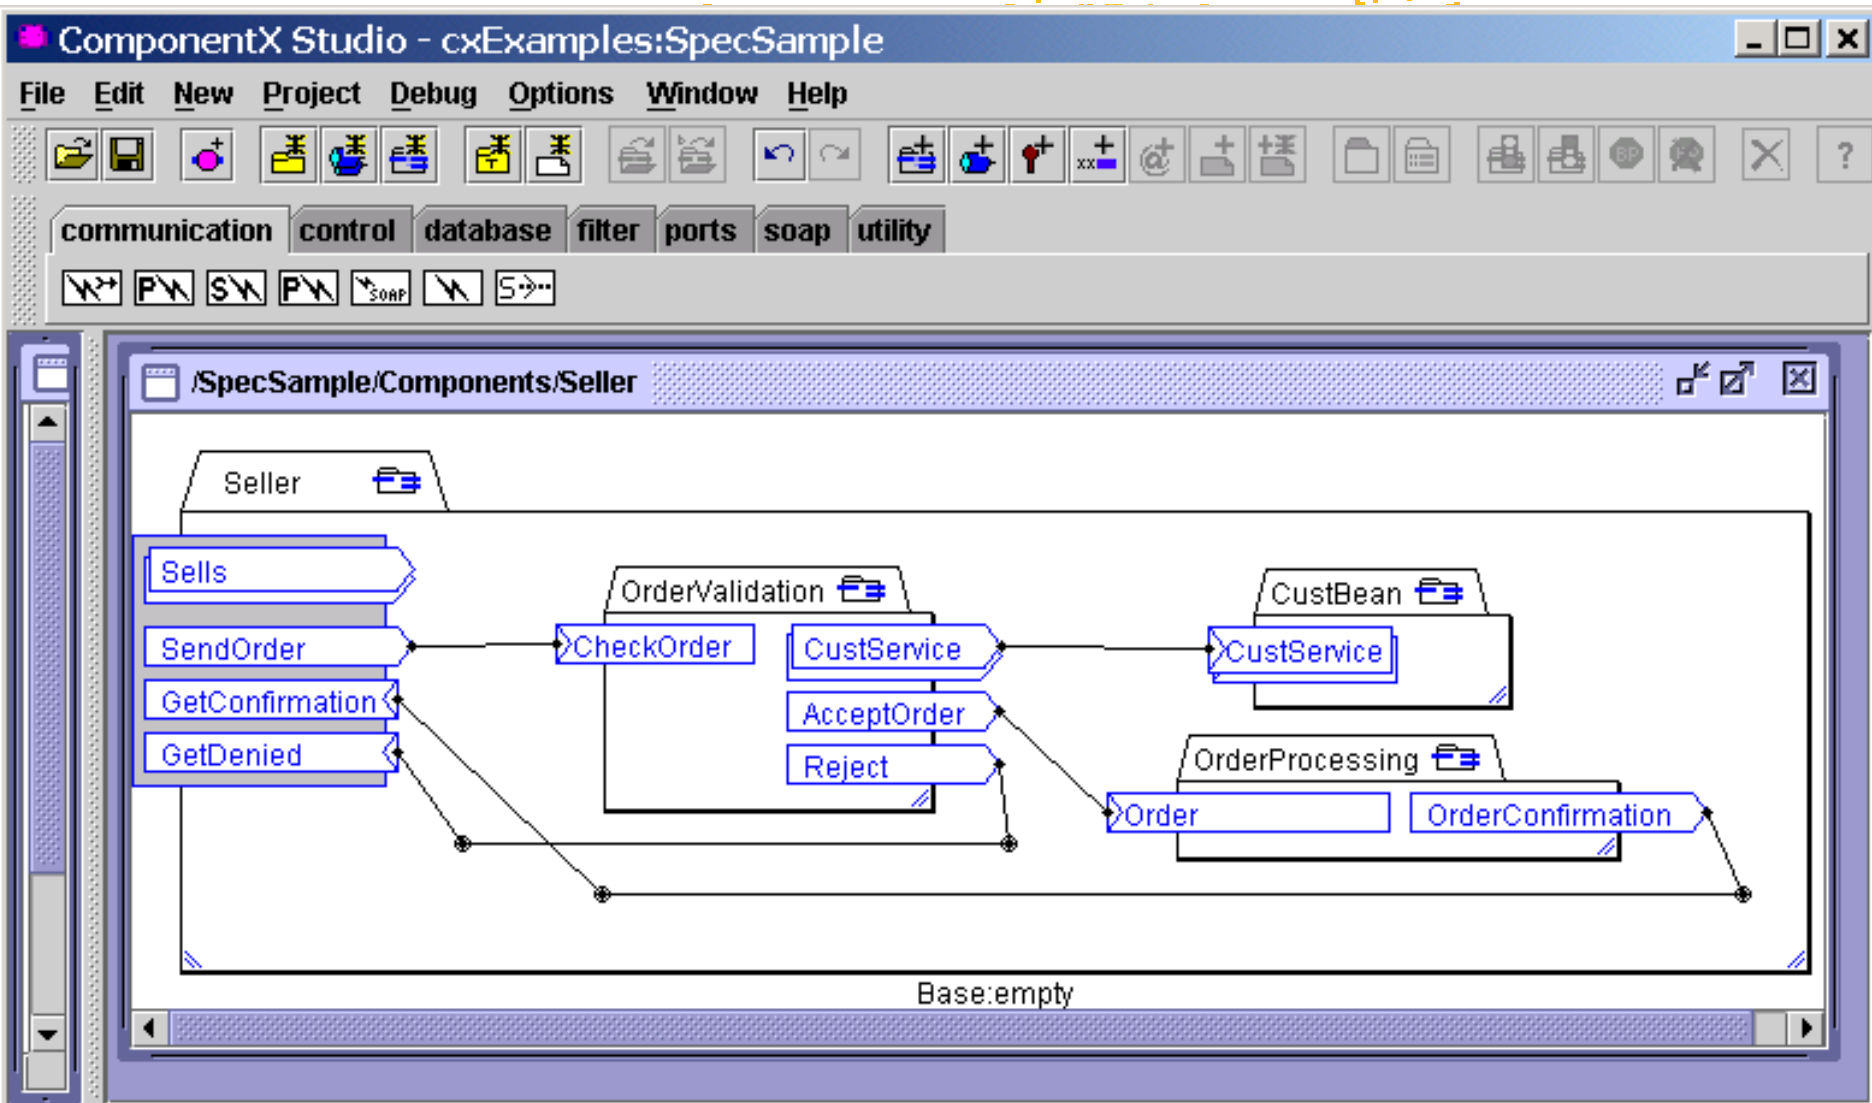 ComponentX Studio - cxExamples:SpecSample
File Edit New Project Debug Options Window Help
communication control database filter ports soap utility
/SpecSample/Components/Seller
Seller
Sells
SendOrder
GetConfirmation
GetDenied
OrderValidation
CheckOrder
CustService
AcceptOrder
Reject
CustBean
CustService
OrderProcessing
Order
OrderConfirmation
Base:empty